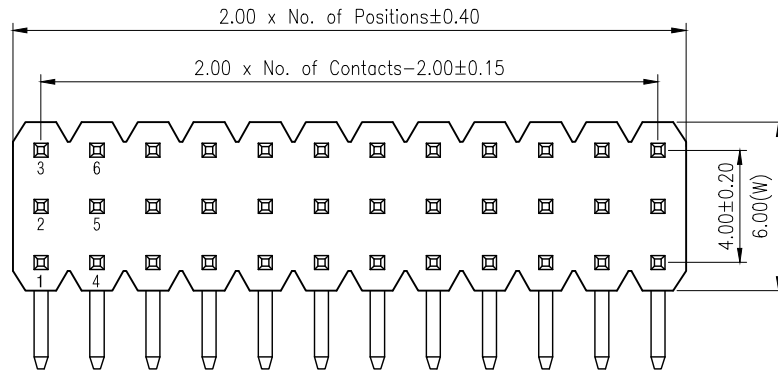 2.00 x No. of Positions±0.40
2.00 x No. of Contacts-2.00±0.15
3 6
2 5
1 4
4.00±0.20
6.00(W)